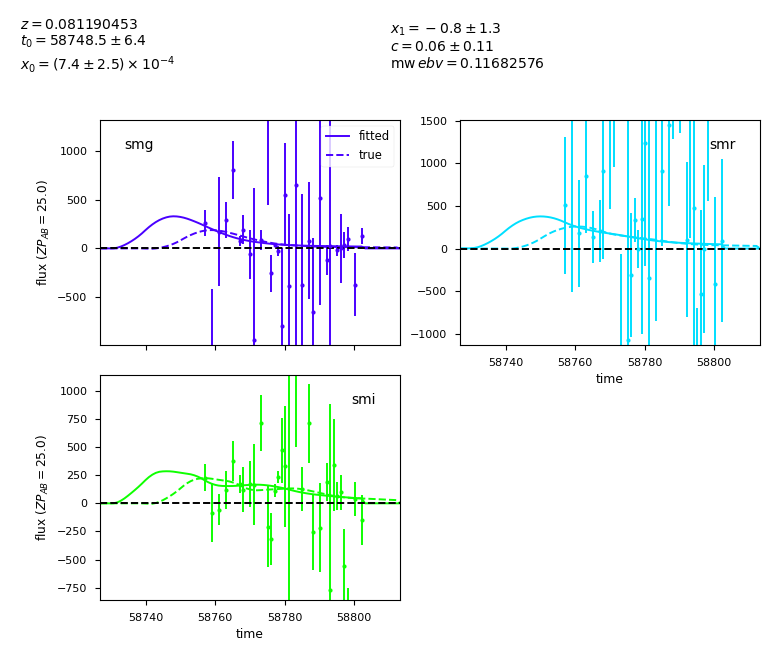 z = 0.081190453
t₀ = 58748.5 ± 6.4
x₀ = (7.4 ± 2.5) × 10⁻⁴
x₁ = −0.8 ± 1.3
c = 0.06 ± 0.11
mw ebv = 0.11682576
smg
fitted
true
1000
500
0
−500
flux (ZP_AB = 25.0)
smr
1500
1000
500
0
−500
−1000
58740 58760 58780 58800
time
smi
1000
750
500
250
0
−250
−500
−750
flux (ZP_AB = 25.0)
58740 58760 58780 58800
time